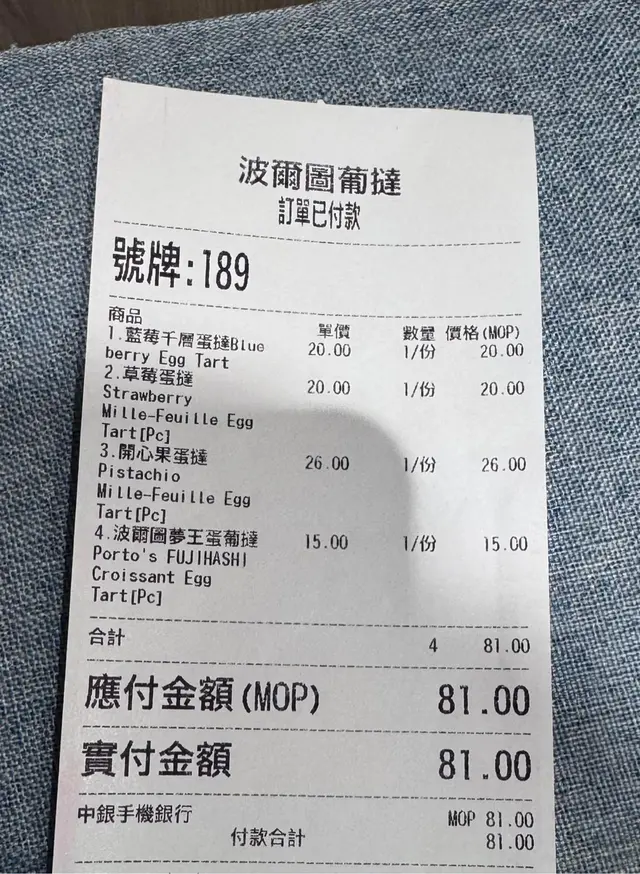 波爾圖葡撻
訂單已付款
號牌:189
商品 單價 數量 價格(MOP)
1.藍莓千層蛋撻Blue 20.00 1/份 20.00
berry Egg Tart
2.草莓蛋撻 20.00 1/份 20.00
Strawberry
Mille-Feuille Egg
Tart[Pc]
3.開心果蛋撻 26.00 1/份 26.00
Pistachio
Mille-Feuille Egg
Tart[Pc]
4.波爾圖夢王蛋葡撻 15.00 1/份 15.00
Porto's FUJIHASHI
Croissant Egg
Tart[Pc]
合計 4 81.00
應付金額(MOP) 81.00
實付金額 81.00
中銀手機銀行 MOP 81.00
付款合計 81.00